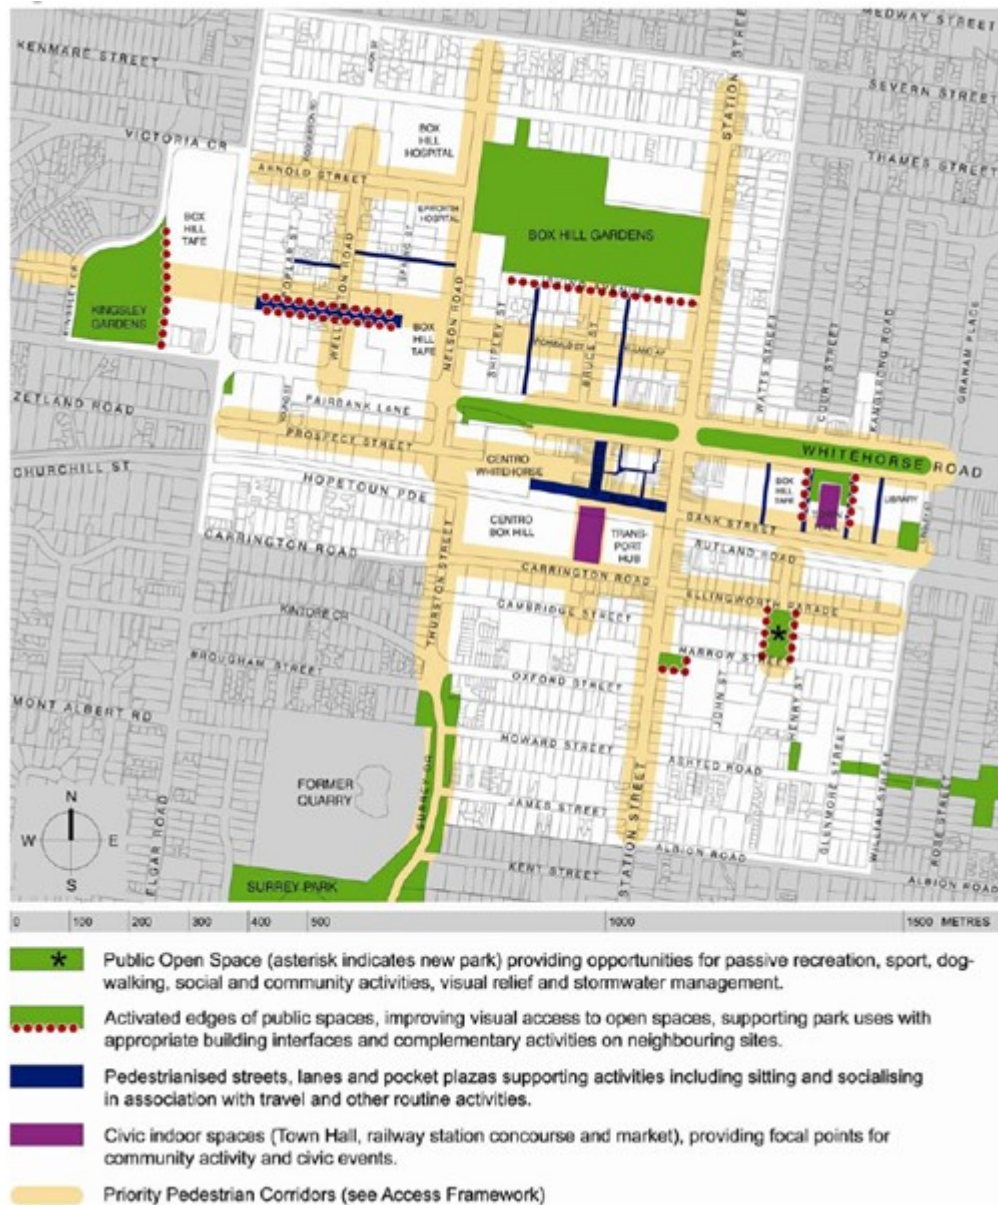 MEDWAY STREET
KENMARE STREET
STATION STREET
SEVERN STREET
VICTORIA CR
BOX HILL HOSPITAL
THAMES STREET
ARNOLD STREET
EPWORTH HOSPITAL
BOX HILL TAFE
POPLAR ST
WELLINGTON ROAD
SPRING ST
NELSON ROAD
BOX HILL GARDENS
KINGSLEY CR
KINGSLEY GARDENS
BOX HILL TAFE
SHIPLEY ST
BRUCE ST
WATTS STREET
COURT STREET
KANGERONG ROAD
GRAHAM PLACE
ZETLAND ROAD
FAIRBANK LANE
PROSPECT STREET
CHURCHILL ST
CENTRO WHITEHORSE
WHITEHORSE ROAD
HOPETOUN PDE
BOX HILL TAFE
LIBRARY
CARRINGTON ROAD
THURSTON STREET
CENTRO BOX HILL
TRANS-
PORT HUB
BANK STREET
RUTLAND ROAD
CARRINGTON ROAD
ELLINGWORTH PARADE
KINTORE CR
CAMBRIDGE STREET
*
BROUGHAM STREET
HARROW STREET
OXFORD STREET
JOHN ST
HENRY ST
MONT ALBERT RD
HOWARD STREET
ASHTED ROAD
FORMER QUARRY
SURREY DR
JAMES STREET
STATION STREET
GLENMORE STREET
WILLIAM STREET
ROSE STREET
N
W E
S
ELGAR ROAD
ALBION ROAD
KENT STREET
SURREY PARK
ALBION ROAD
0 100 200 300 400 500 1000 1500 METRES
* Public Open Space (asterisk indicates new park) providing opportunities for passive recreation, sport, dog-
walking, social and community activities, visual relief and stormwater management.
Activated edges of public spaces, improving visual access to open spaces, supporting park uses with
appropriate building interfaces and complementary activities on neighbouring sites.
Pedestrianised streets, lanes and pocket plazas supporting activities including sitting and socialising
in association with travel and other routine activities.
Civic indoor spaces (Town Hall, railway station concourse and market), providing focal points for
community activity and civic events.
Priority Pedestrian Corridors (see Access Framework)